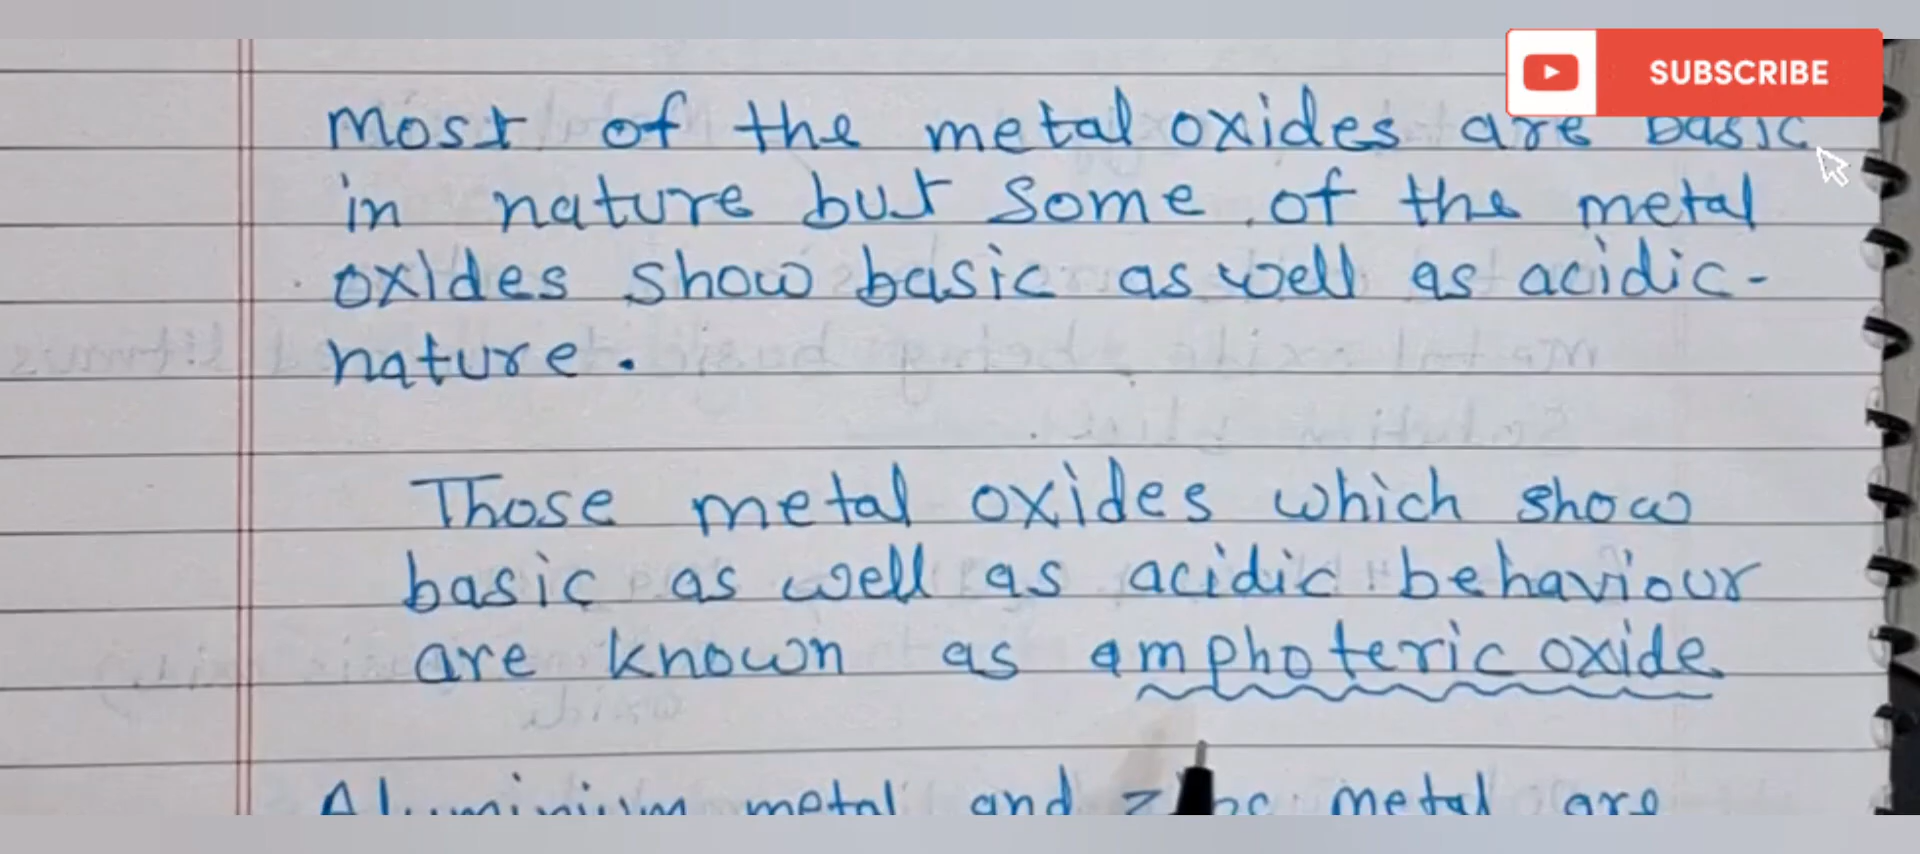 SUBSCRIBE
Most of the metal oxides are basic
in nature but some of the metal
oxides show basic as well as acidic-
nature.
Those metal oxides which show
basic as well as acidic behaviour
are known as amphoteric oxide
Aluminium metal and zinc metal are